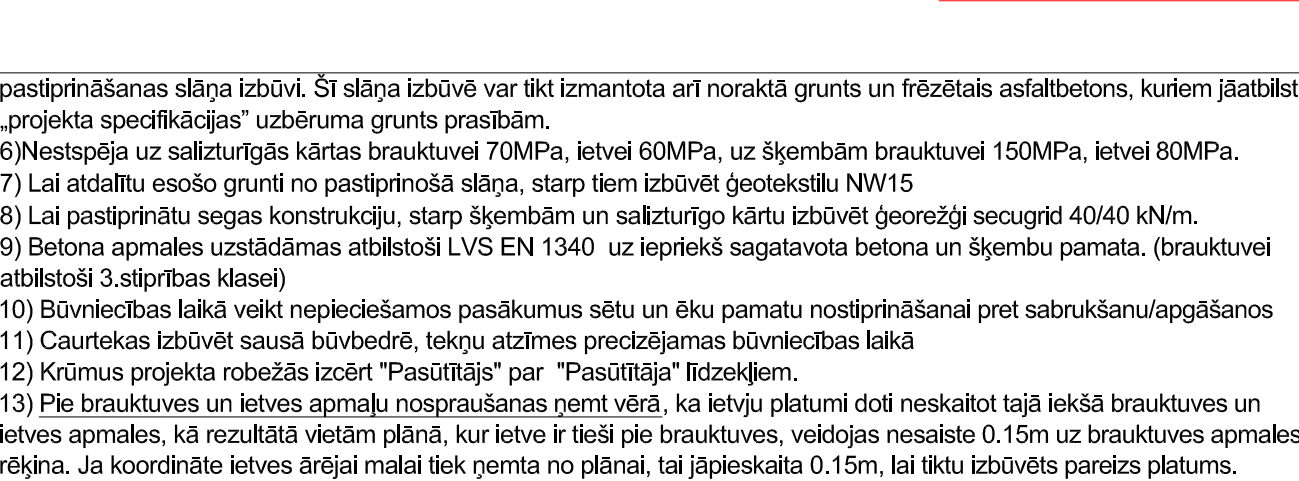 pastiprināšanas slāņa izbūvi. Šī slāņa izbūvē var tikt izmantota arī noraktā grunts un frēzētais asfaltbetons, kuriem jāatbilst
„projekta specifikācijas” uzbēruma grunts prasībām.
6)Nestspēja uz salizturīgās kārtas brauktuvei 70MPa, ietvei 60MPa, uz šķembām brauktuvei 150MPa, ietvei 80MPa.
7) Lai atdalītu esošo grunti no pastiprinošā slāņa, starp tiem izbūvēt ģeotekstilu NW15
8) Lai pastiprinātu segas konstrukciju, starp šķembām un salizturīgo kārtu izbūvēt ģeorežģi secugrid 40/40 kN/m.
9) Betona apmales uzstādāmas atbilstoši LVS EN 1340  uz iepriekš sagatavota betona un šķembu pamata. (brauktuvei
atbilstoši 3.stiprības klasei)
10) Būvniecības laikā veikt nepieciešamos pasākumus sētu un ēku pamatu nostiprināšanai pret sabrukšanu/apgāšanos
11) Caurtekas izbūvēt sausā būvbedrē, tekņu atzīmes precizējamas būvniecības laikā
12) Krūmus projekta robežās izcērt "Pasūtītājs" par  "Pasūtītāja" līdzekļiem.
13) Pie brauktuves un ietves apmaļu nospraušanas ņemt vērā, ka ietvju platumi doti neskaitot tajā iekšā brauktuves un
ietves apmales, kā rezultātā vietām plānā, kur ietve ir tieši pie brauktuves, veidojas nesaiste 0.15m uz brauktuves apmales
rēķina. Ja koordināte ietves ārējai malai tiek ņemta no plānai, tai jāpieskaita 0.15m, lai tiktu izbūvēts pareizs platums.